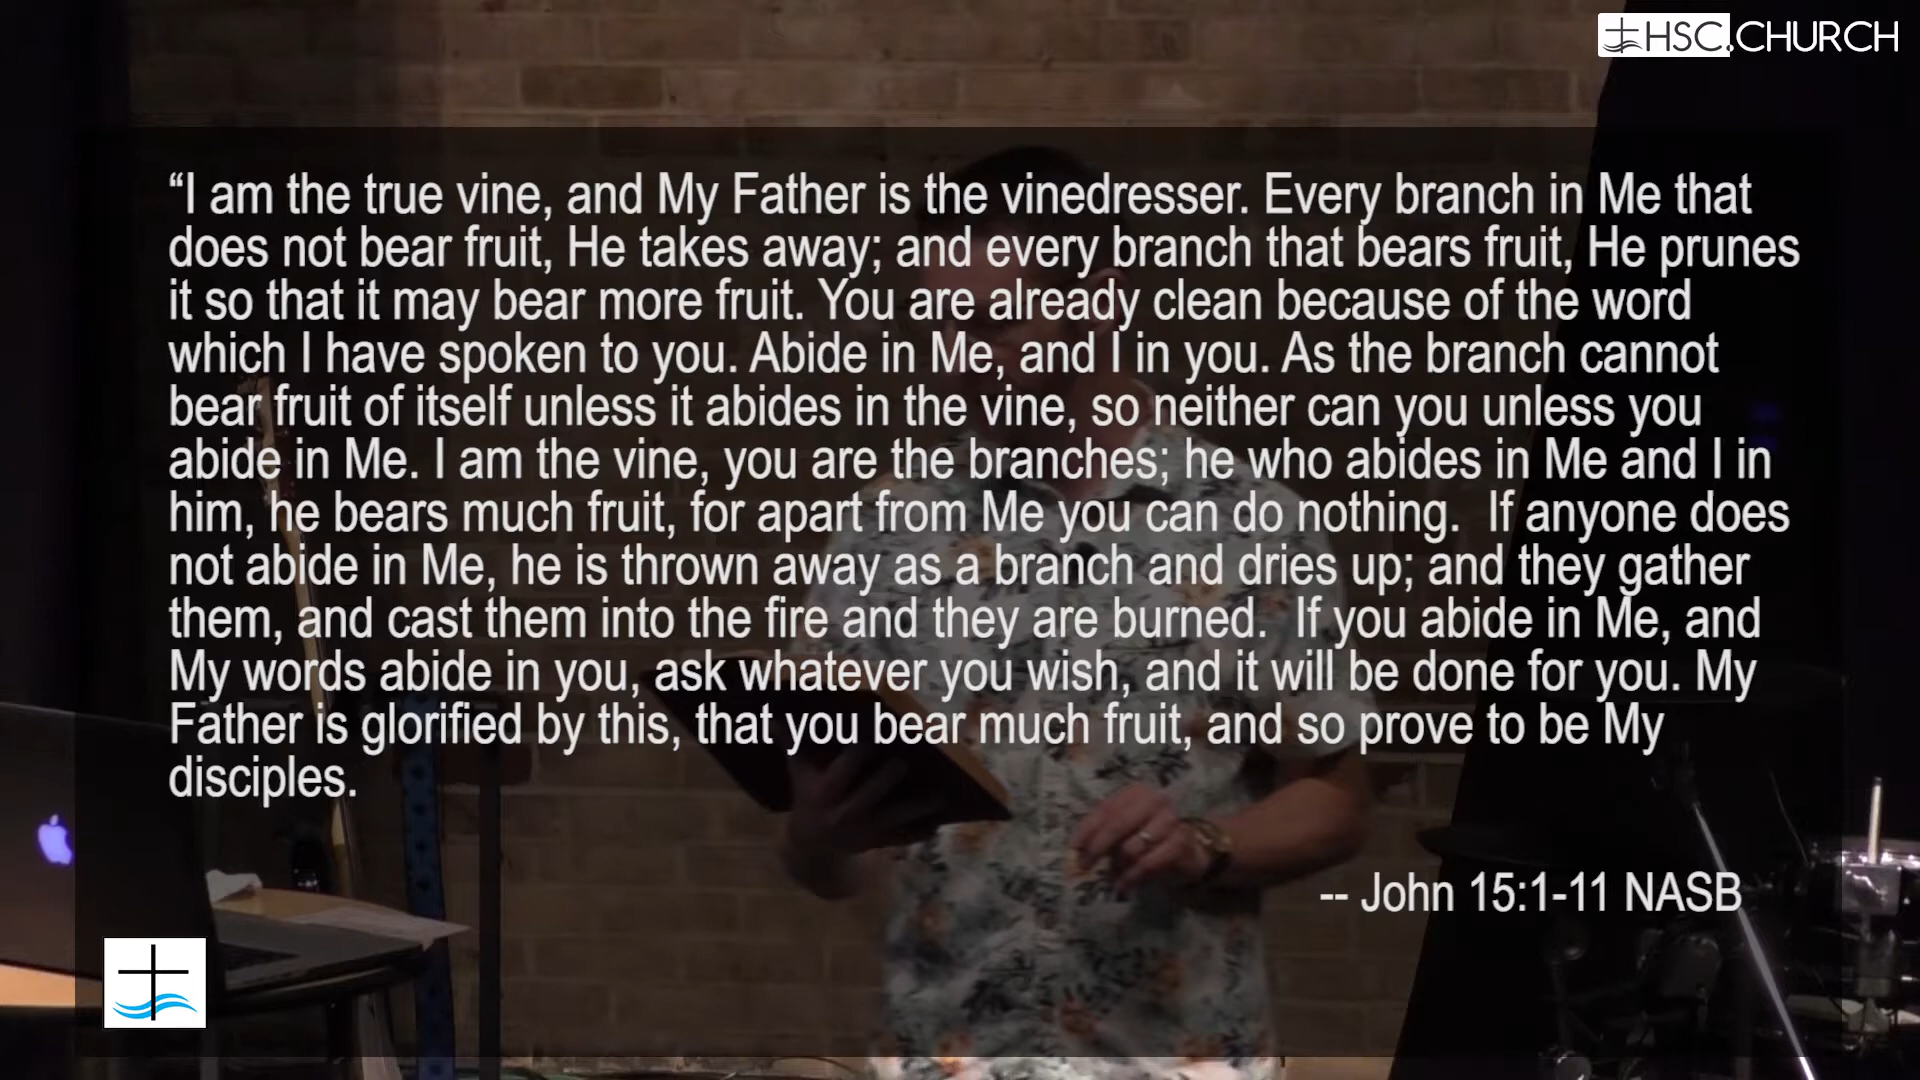 HSC.CHURCH
“I am the true vine, and My Father is the vinedresser. Every branch in Me that
does not bear fruit, He takes away; and every branch that bears fruit, He prunes
it so that it may bear more fruit. You are already clean because of the word
which I have spoken to you. Abide in Me, and I in you. As the branch cannot
bear fruit of itself unless it abides in the vine, so neither can you unless you
abide in Me. I am the vine, you are the branches; he who abides in Me and I in
him, he bears much fruit, for apart from Me you can do nothing.  If anyone does
not abide in Me, he is thrown away as a branch and dries up; and they gather
them, and cast them into the fire and they are burned.  If you abide in Me, and
My words abide in you, ask whatever you wish, and it will be done for you. My
Father is glorified by this, that you bear much fruit, and so prove to be My
disciples.
-- John 15:1-11 NASB